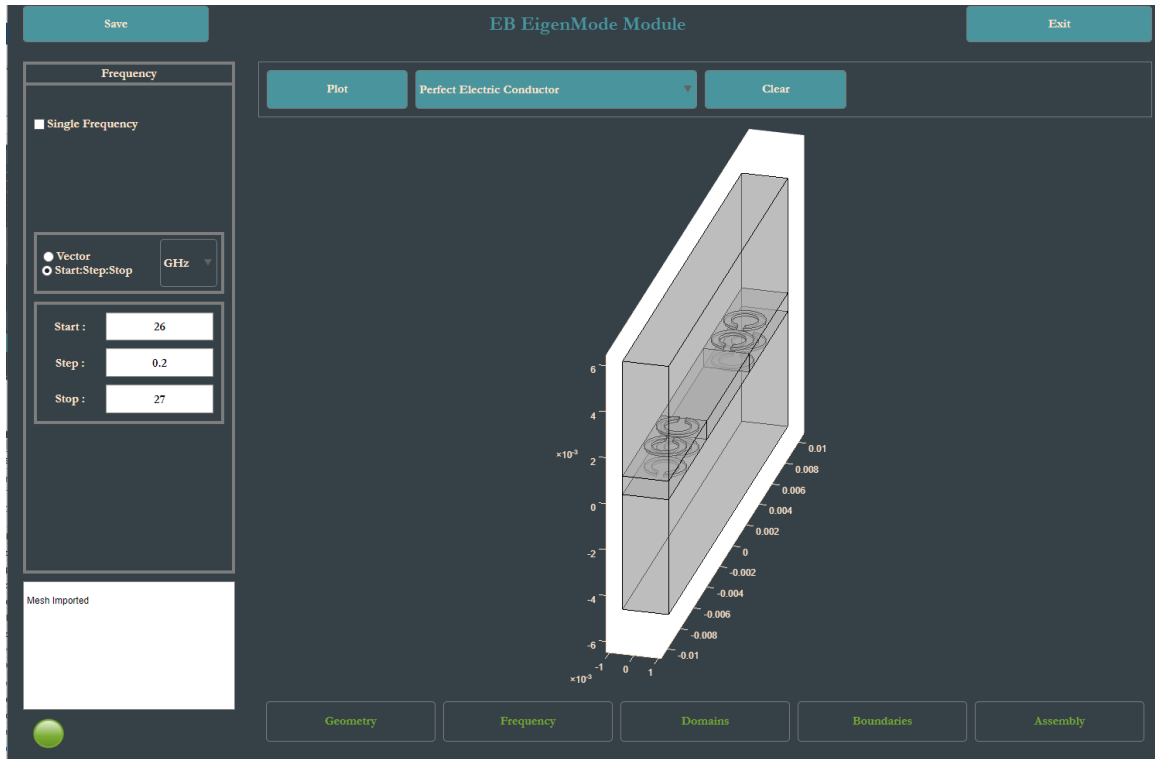 Save
EB EigenMode Module
Exit
Frequency
Plot
Perfect Electric Conductor
Clear
Single Frequency
Vector
Start:Step:Stop
GHz
Start :
26
Step :
0.2
Stop :
27
Mesh Imported
6
4
×10⁻³
2
0
-2
-4
-6
×10⁻³
-1
0
1
0.01
0.008
0.006
0.004
0.002
0
-0.002
-0.004
-0.006
-0.008
-0.01
Geometry
Frequency
Domains
Boundaries
Assembly